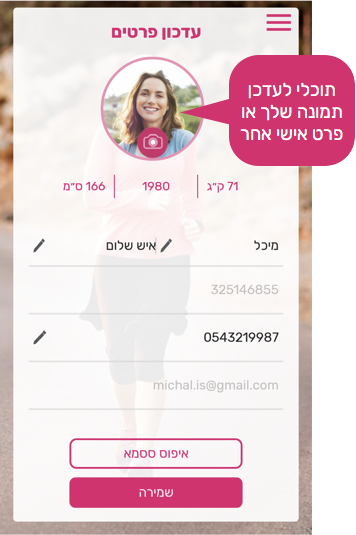 עדכון פרטים
תוכלי לעדכן
תמונה שלך או
פרט אישי אחר
71 ק״ג
1980
166 ס״מ
מיכל איש שלום
325146855
0543219987
michal.is@gmail.com
איפוס ססמא
שמירה